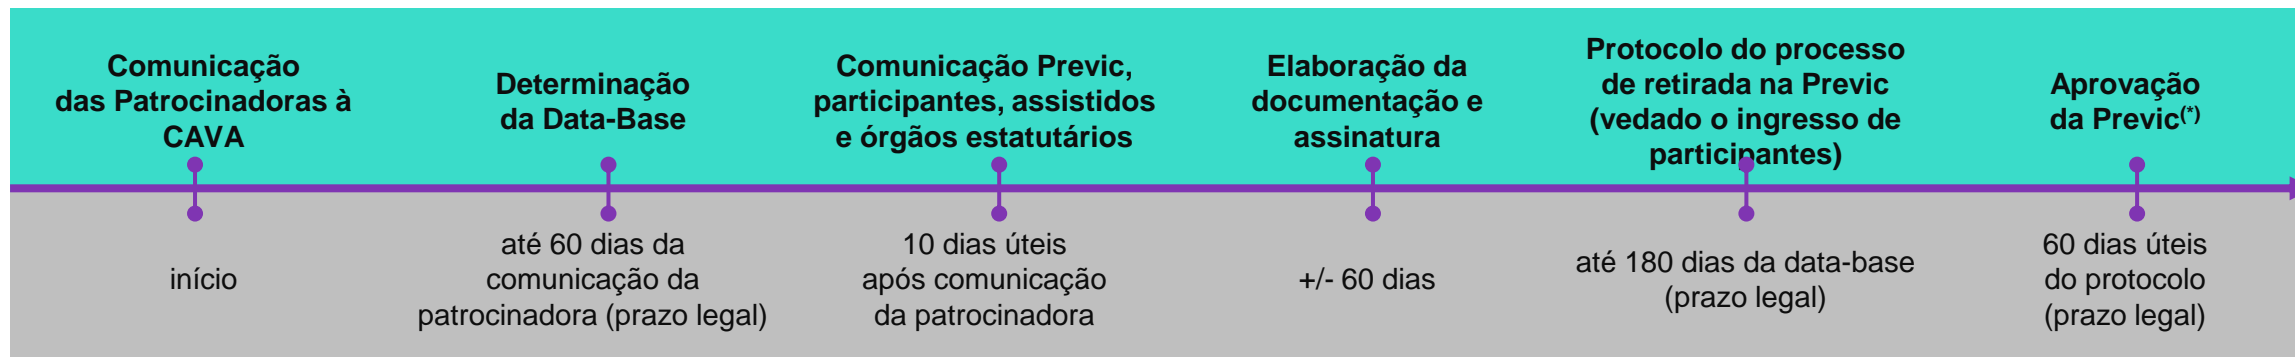 Comunicação
das Patrocinadoras à
CAVA
Determinação
da Data-Base
Comunicação Previc,
participantes, assistidos
e órgãos estatutários
Elaboração da
documentação e
assinatura
Protocolo do processo
de retirada na Previc
(vedado o ingresso de
participantes)
Aprovação
da Previc(*)
início
até 60 dias da
comunicação da
patrocinadora (prazo legal)
10 dias úteis
após comunicação
da patrocinadora
+/- 60 dias
até 180 dias da data-base
(prazo legal)
60 dias úteis
do protocolo
(prazo legal)